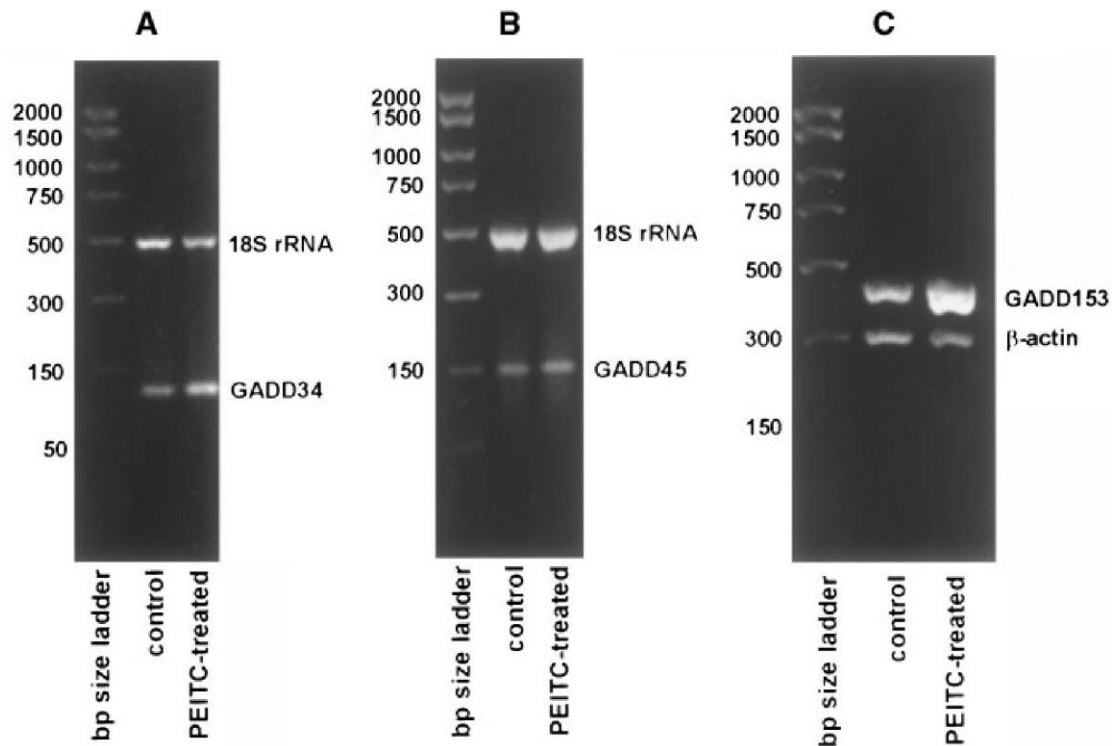 A
2000
1500
1000
750
500
300
150
50
18S rRNA
GADD34
bp size ladder
control
PEITC-treated
B
2000
1500
1000
750
500
300
150
18S rRNA
GADD45
bp size ladder
control
PEITC-treated
C
2000
1500
1000
750
500
300
150
GADD153
β-actin
bp size ladder
control
PEITC-treated